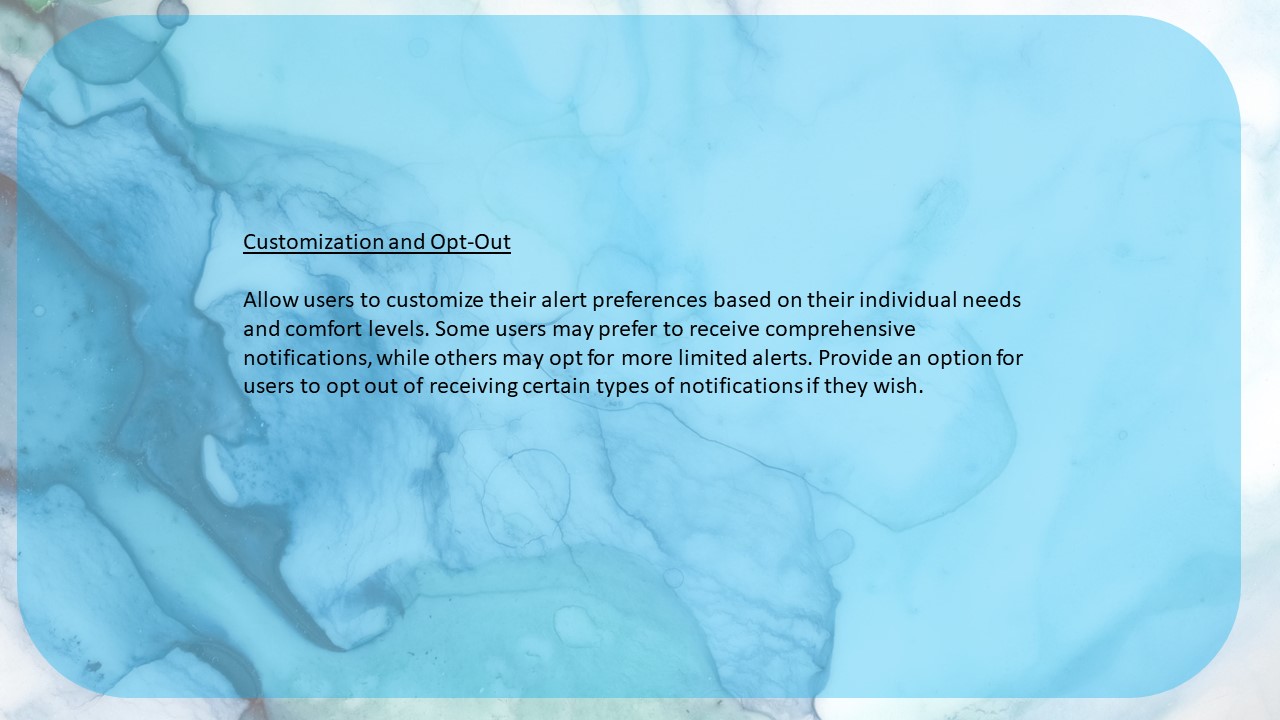 Customization and Opt-Out
Allow users to customize their alert preferences based on their individual needs
and comfort levels. Some users may prefer to receive comprehensive
notifications, while others may opt for more limited alerts. Provide an option for
users to opt out of receiving certain types of notifications if they wish.